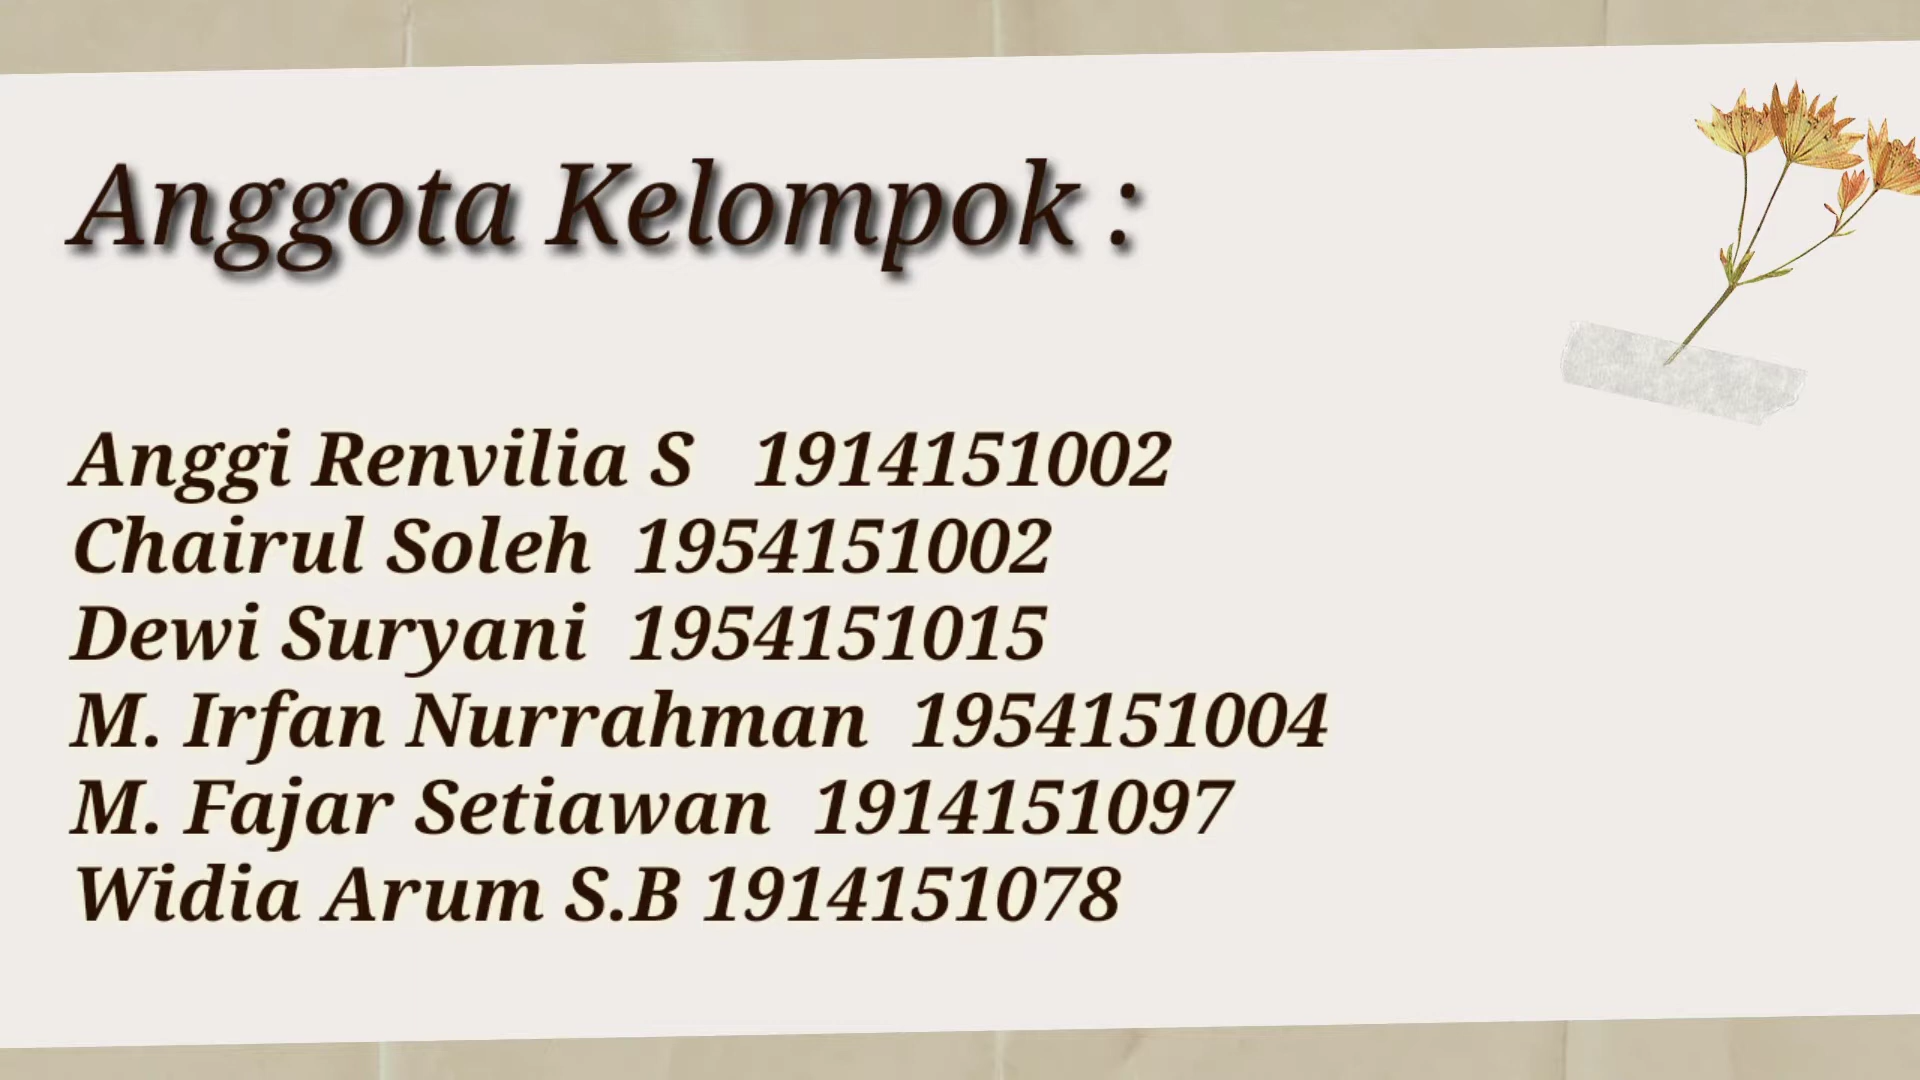 Anggota Kelompok :
Anggi Renvilia S 1914151002
Chairul Soleh 1954151002
Dewi Suryani 1954151015
M. Irfan Nurrahman 1954151004
M. Fajar Setiawan 1914151097
Widia Arum S.B 1914151078